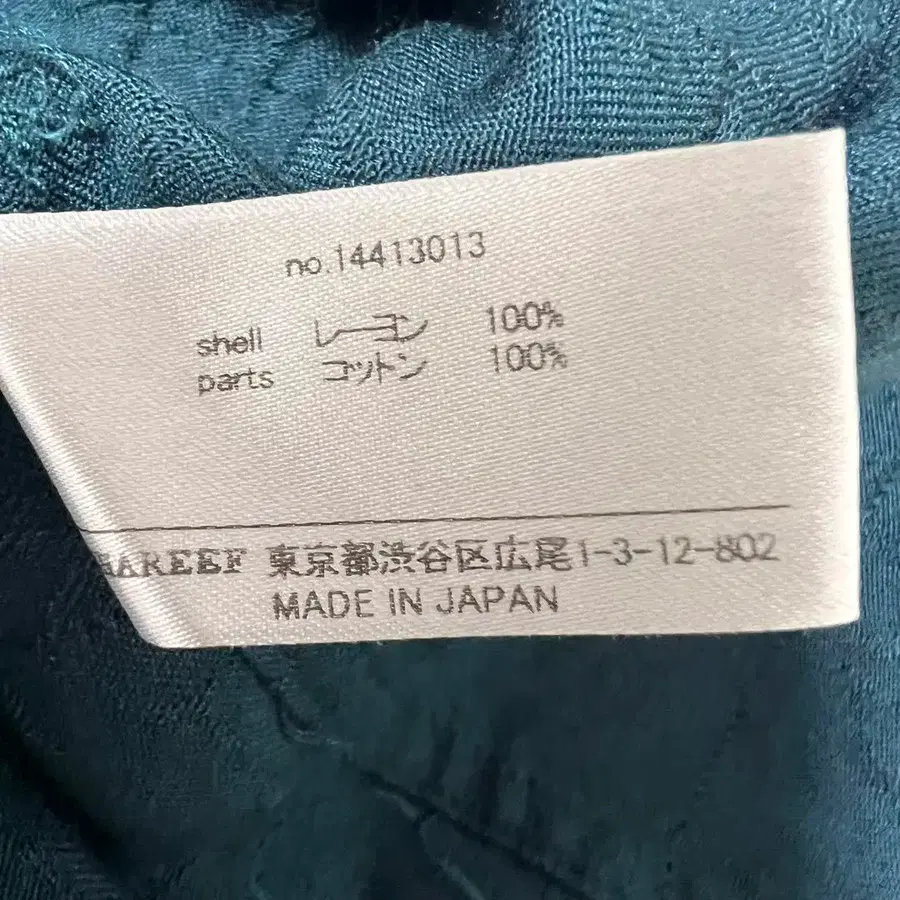 no.14413013
shell レーヨン 100%
parts コットン 100%
東京都渋谷区広尾1-3-12-802
MADE IN JAPAN